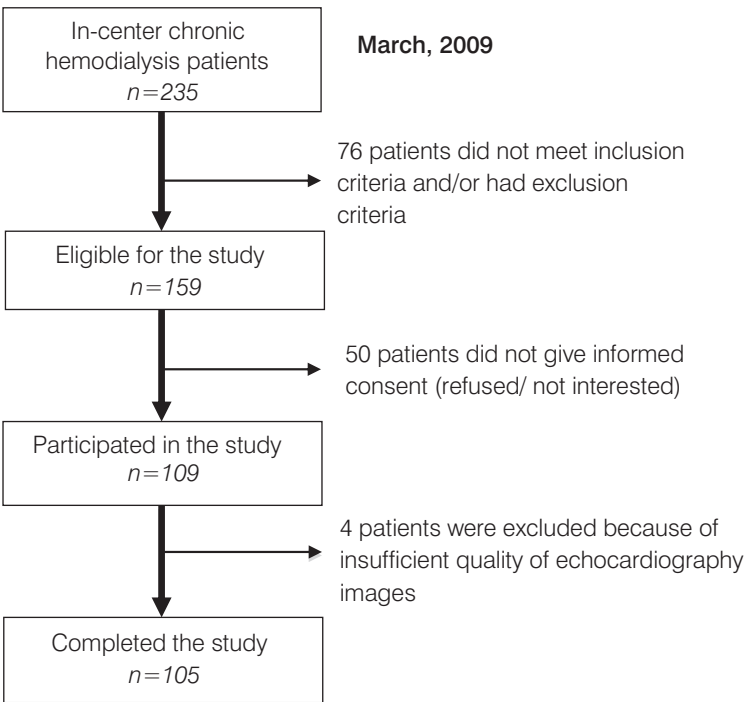 In-center chronic
hemodialysis patients
n=235
March, 2009
76 patients did not meet inclusion
criteria and/or had exclusion
criteria
Eligible for the study
n=159
50 patients did not give informed
consent (refused/ not interested)
Participated in the study
n=109
4 patients were excluded because of
insufficient quality of echocardiography
images
Completed the study
n=105